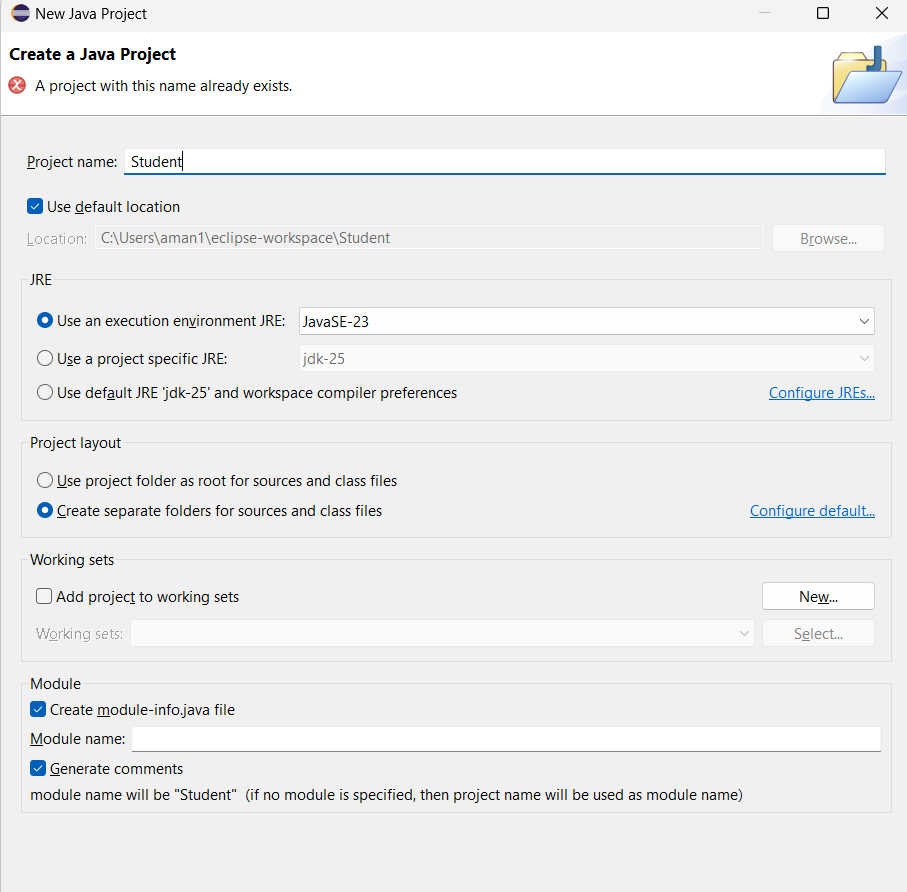 New Java Project
Create a Java Project
A project with this name already exists.
Project name: Student
Use default location
Location: C:\Users\aman1\eclipse-workspace\Student Browse...
JRE
Use an execution environment JRE: JavaSE-23
Use a project specific JRE: jdk-25
Use default JRE 'jdk-25' and workspace compiler preferences Configure JREs...
Project layout
Use project folder as root for sources and class files
Create separate folders for sources and class files Configure default...
Working sets
Add project to working sets New...
Working sets: Select...
Module
Create module-info.java file
Module name:
Generate comments
module name will be "Student" (if no module is specified, then project name will be used as module name)